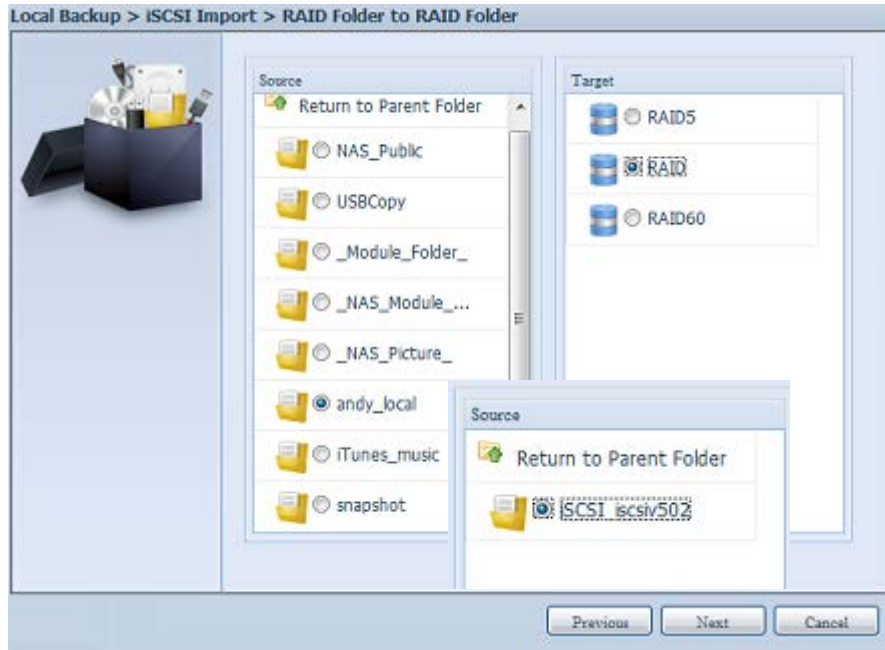 Local Backup > iSCSI Import > RAID Folder to RAID Folder
Source
Return to Parent Folder
NAS_Public
USBCopy
_Module_Folder_
_NAS_Module_...
_NAS_Picture_
andy_local
iTunes_music
snapshot
Target
RAID5
RAID
RAID60
Source
Return to Parent Folder
iSCSI_iscsiv502
Previous
Next
Cancel